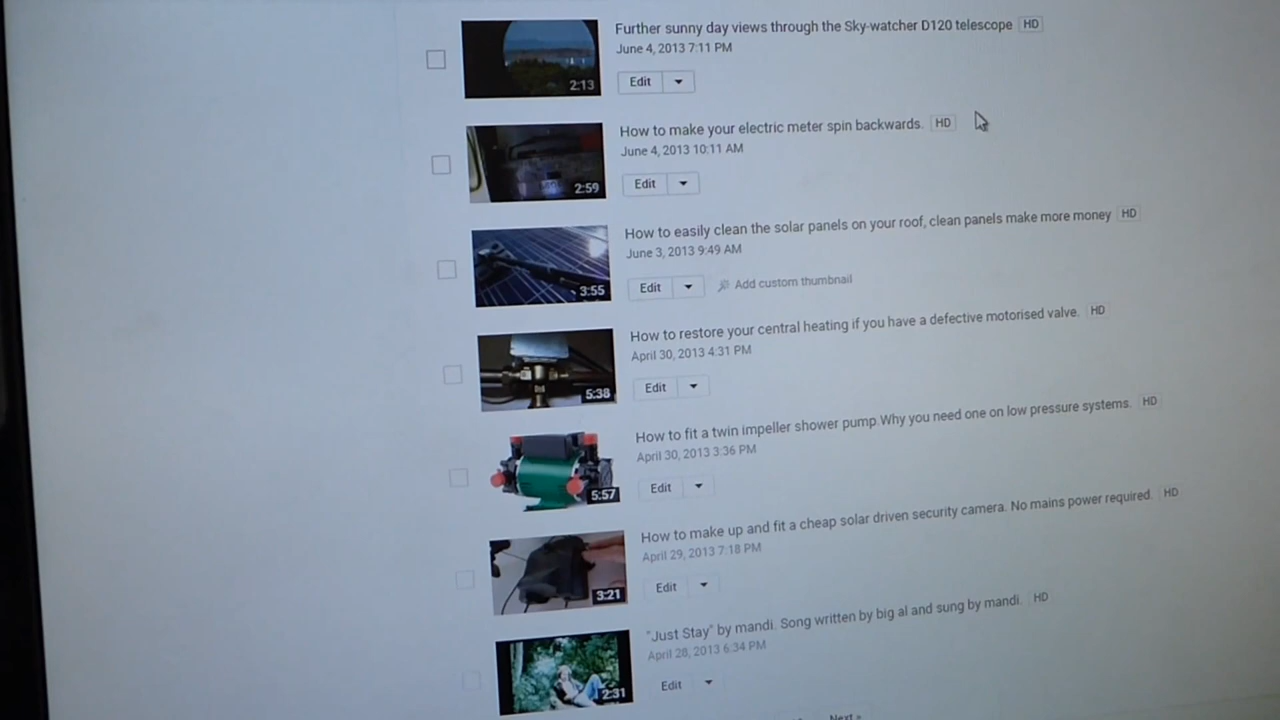 Further sunny day views through the Sky-watcher D120 telescope HD
June 4, 2013 7:11 PM
2:13
Edit
How to make your electric meter spin backwards. HD
June 4, 2013 10:11 AM
2:59
Edit
How to easily clean the solar panels on your roof, clean panels make more money HD
June 3, 2013 9:49 AM
3:55
Edit Add custom thumbnail
How to restore your central heating if you have a defective motorised valve. HD
April 30, 2013 4:31 PM
5:38
Edit
How to fit a twin impeller shower pump.Why you need one on low pressure systems. HD
April 30, 2013 3:36 PM
5:57
Edit
How to make up and fit a cheap solar driven security camera. No mains power required. HD
April 29, 2013 7:18 PM
3:21
Edit
"Just Stay" by mandi. Song written by big al and sung by mandi. HD
April 28, 2013 6:34 PM
2:31
Edit
Next »